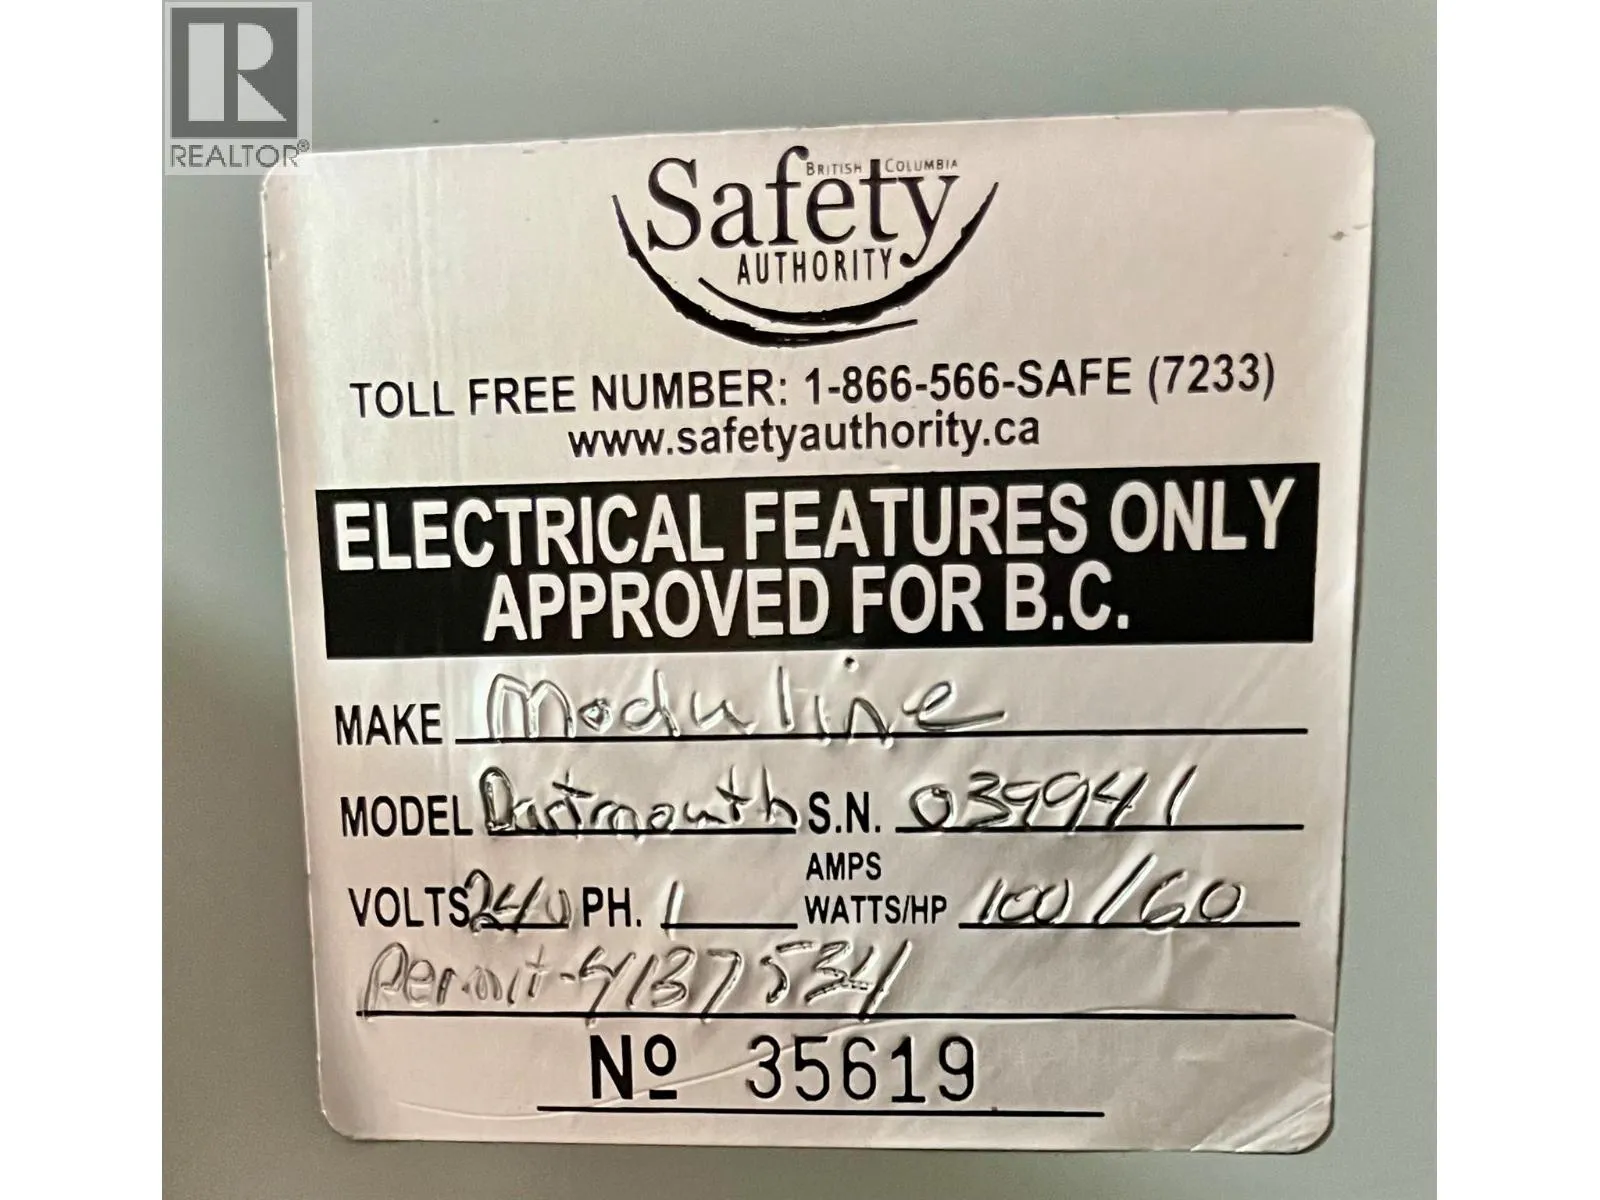 REALTOR®
BRITISH COLUMBIA
Safety
AUTHORITY
TOLL FREE NUMBER: 1-866-566-SAFE (7233)
www.safetyauthority.ca
ELECTRICAL FEATURES ONLY
APPROVED FOR B.C.
MAKE Moduline
MODEL Dartmouth S.N. 039941
AMPS
VOLTS 240 PH. 1 WATTS/HP 100/60
Permit-4137534
Nº 35619